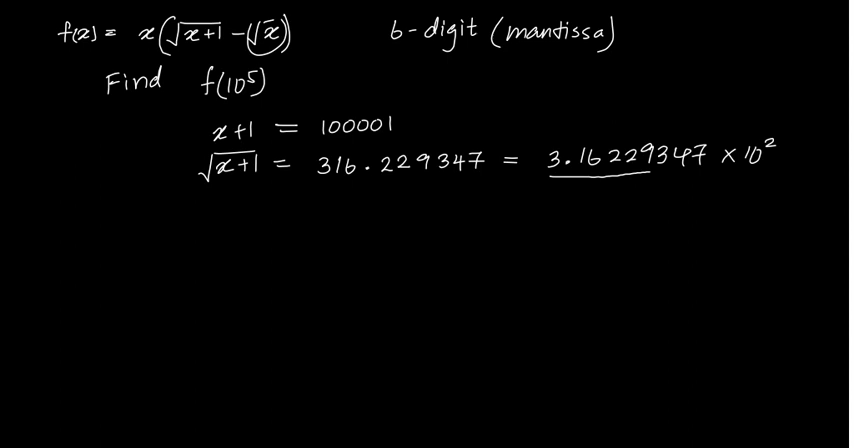 f(x) = x(√(x+1) - (√x)) 6-digit (mantissa)
Find f(10⁵)
x+1 = 100001
√(x+1) = 316.229347 = 3.16229347 × 10²